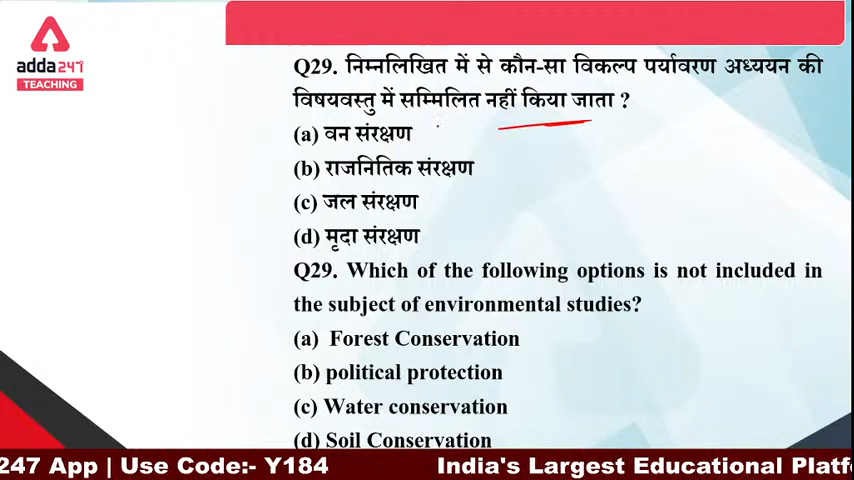 adda247
TEACHING
Q29. निम्नलिखित में से कौन-सा विकल्प पर्यावरण अध्ययन की
विषयवस्तु में सम्मिलित नहीं किया जाता ?
(a) वन संरक्षण
(b) राजनितिक संरक्षण
(c) जल संरक्षण
(d) मृदा संरक्षण
Q29. Which of the following options is not included in
the subject of environmental studies?
(a) Forest Conservation
(b) political protection
(c) Water conservation
(d) Soil Conservation
247 App | Use Code:- Y184 India's Largest Educational Platf